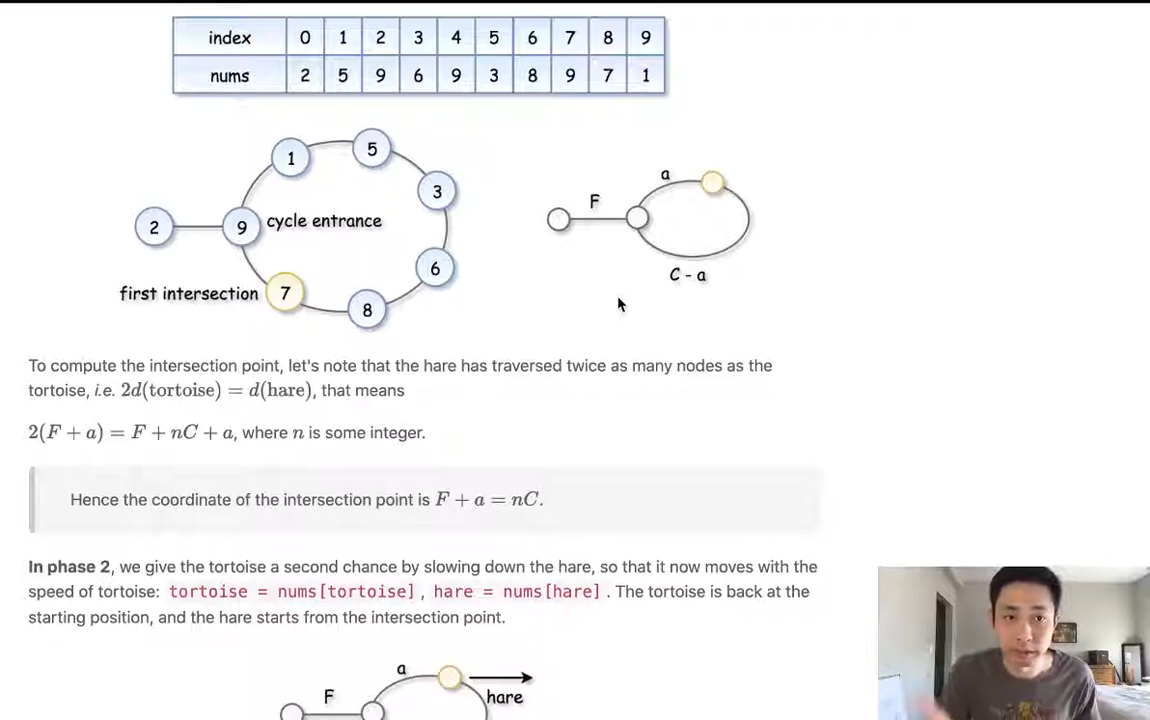 index 0 1 2 3 4 5 6 7 8 9
nums 2 5 9 6 9 3 8 9 7 1
1 5
3
2 9 cycle entrance
6
first intersection 7
8
a
F
C - a
To compute the intersection point, let's note that the hare has traversed twice as many nodes as the
tortoise, i.e. 2d(tortoise) = d(hare), that means
2(F + a) = F + nC + a, where n is some integer.
Hence the coordinate of the intersection point is F + a = nC.
In phase 2, we give the tortoise a second chance by slowing down the hare, so that it now moves with the
speed of tortoise: tortoise = nums[tortoise], hare = nums[hare]. The tortoise is back at the
starting position, and the hare starts from the intersection point.
a
F
hare